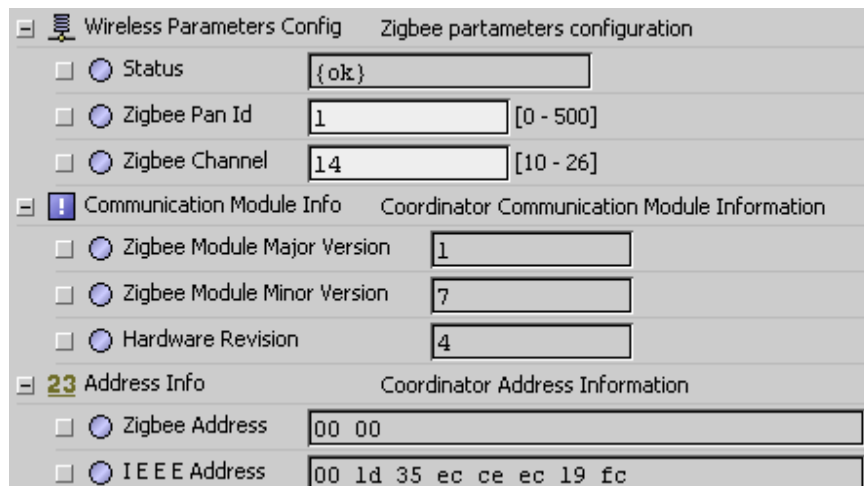 Wireless Parameters Config Zigbee partameters configuration
Status {ok}
Zigbee Pan Id 1 [0 - 500]
Zigbee Channel 14 [10 - 26]
Communication Module Info Coordinator Communication Module Information
Zigbee Module Major Version 1
Zigbee Module Minor Version 7
Hardware Revision 4
23 Address Info Coordinator Address Information
Zigbee Address 00 00
I E E E Address 00 1d 35 ec ce ec 19 fc